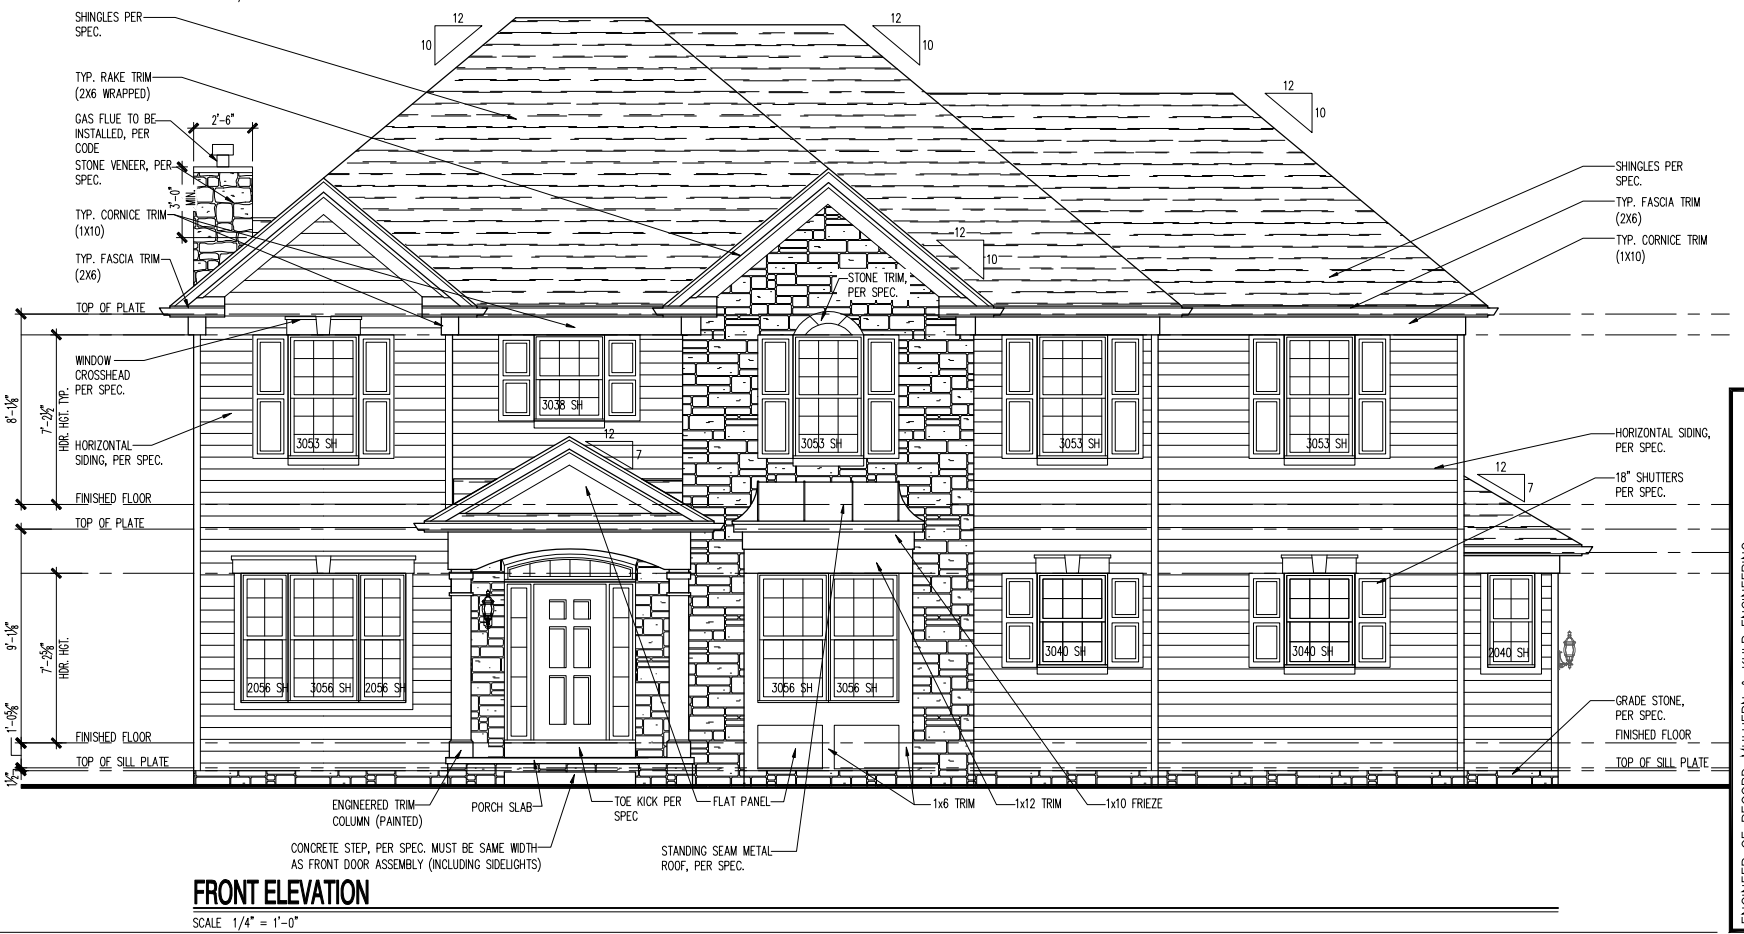 SHINGLES PER
SPEC.
TYP. RAKE TRIM
(2X6 WRAPPED)
GAS FLUE TO BE
INSTALLED, PER
CODE
STONE VENEER, PER
SPEC.
TYP. CORNICE TRIM
(1X10)
TYP. FASCIA TRIM
(2X6)
TOP OF PLATE
WINDOW
CROSSHEAD
PER SPEC.
HORIZONTAL
SIDING, PER SPEC.
FINISHED FLOOR
TOP OF PLATE
FINISHED FLOOR
TOP OF SILL PLATE
2'-6"
3'-0"
MIN.
8'-1⅛"
7'-2½"
HDR. HGT. TYP.
9'-1⅛"
HDR. HGT.
12
10
12
10
12
10
12
10
12
7
12
7
STONE TRIM,
PER SPEC.
3053 SH
3038 SH
3053 SH
3053 SH
3053 SH
2056 SH
3056 SH
2056 SH
3056 SH
3056 SH
3040 SH
3040 SH
2040 SH
SHINGLES PER
SPEC.
TYP. FASCIA TRIM
(2X6)
TYP. CORNICE TRIM
(1X10)
HORIZONTAL SIDING,
PER SPEC.
18" SHUTTERS
PER SPEC.
GRADE STONE,
PER SPEC.
FINISHED FLOOR
TOP OF SILL PLATE
ENGINEERED TRIM
COLUMN (PAINTED)
PORCH SLAB
TOE KICK PER
SPEC
FLAT PANEL
1x6 TRIM
1x12 TRIM
1x10 FRIEZE
CONCRETE STEP, PER SPEC. MUST BE SAME WIDTH
AS FRONT DOOR ASSEMBLY (INCLUDING SIDELIGHTS)
STANDING SEAM METAL
ROOF, PER SPEC.
FRONT ELEVATION
SCALE 1/4" = 1'-0"